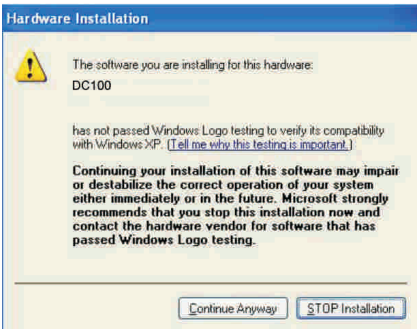 Hardware Installation
The software you are installing for this hardware:
DC100
has not passed Windows Logo testing to verify its compatibility
with Windows XP. (Tell me why this testing is important.)
Continuing your installation of this software may impair
or destabilize the correct operation of your system
either immediately or in the future. Microsoft strongly
recommends that you stop this installation now and
contact the hardware vendor for software that has
passed Windows Logo testing.
Continue Anyway
STOP Installation